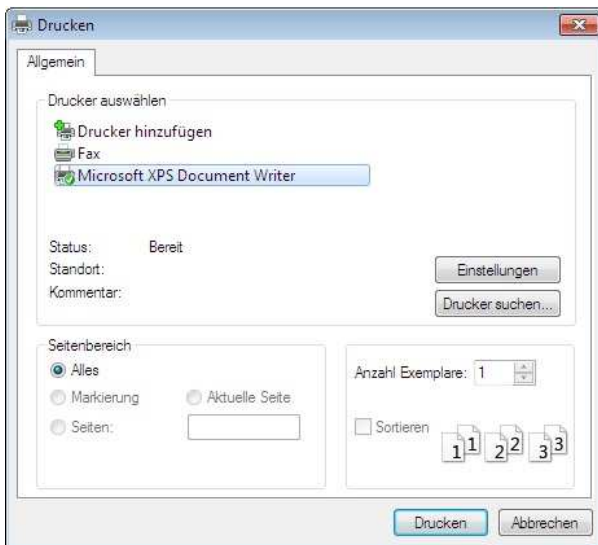 Drucken
Allgemein
Drucker auswählen
Drucker hinzufügen
Fax
Microsoft XPS Document Writer
Status: Bereit
Standort:
Kommentar:
Einstellungen
Drucker suchen...
Seitenbereich
Alles
Markierung Aktuelle Seite
Seiten:
Anzahl Exemplare: 1
Sortieren
1 1 2 2 3 3
Drucken Abbrechen